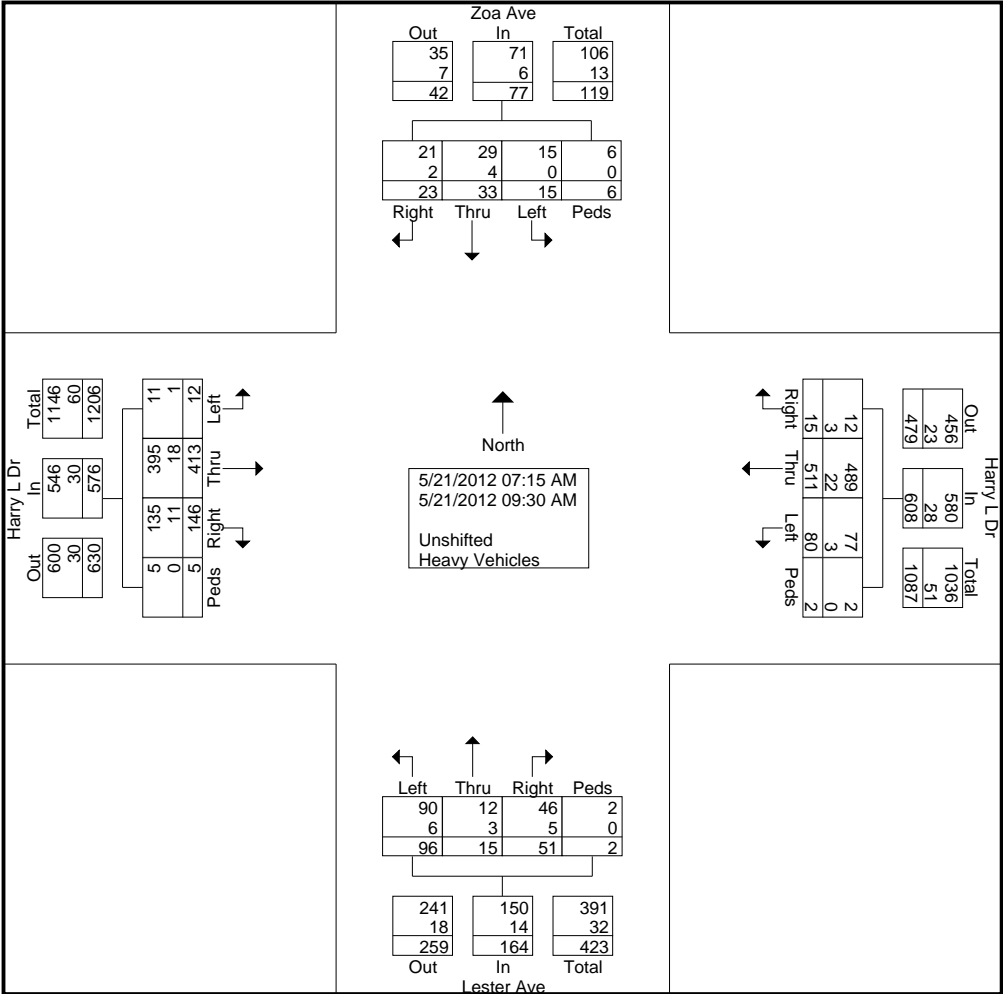 Zoa Ave
Out In Total
35 71 106
7 6 13
42 77 119
21 29 15 6
2 4 0 0
23 33 15 6
Right Thru Left Peds
Harry L Dr
Total In Out
1146 60 1206
546 30 576
600 30 630
11 1 12 Left
395 18 413 Thru
135 11 146 Right
5 0 5 Peds
North
5/21/2012 07:15 AM
5/21/2012 09:30 AM
Unshifted
Heavy Vehicles
Harry L Dr
Out In Total
456 23 479
580 28 608
1036 51 1087
Right 12 3 15
Thru 489 22 511
Left 77 3 80
Peds 2 0 2
Left Thru Right Peds
90 12 46 2
6 3 5 0
96 15 51 2
241 150 391
18 14 32
259 164 423
Out In Total
Lester Ave